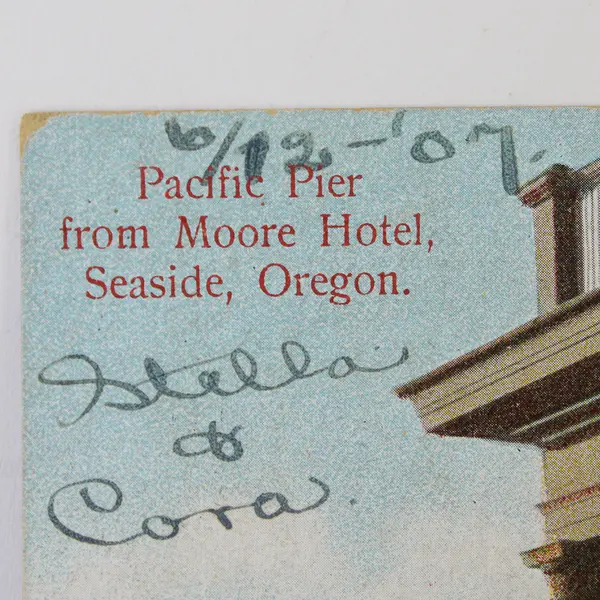 6/12-'07.
Pacific Pier
from Moore Hotel,
Seaside, Oregon.
Stella
&
Cora.